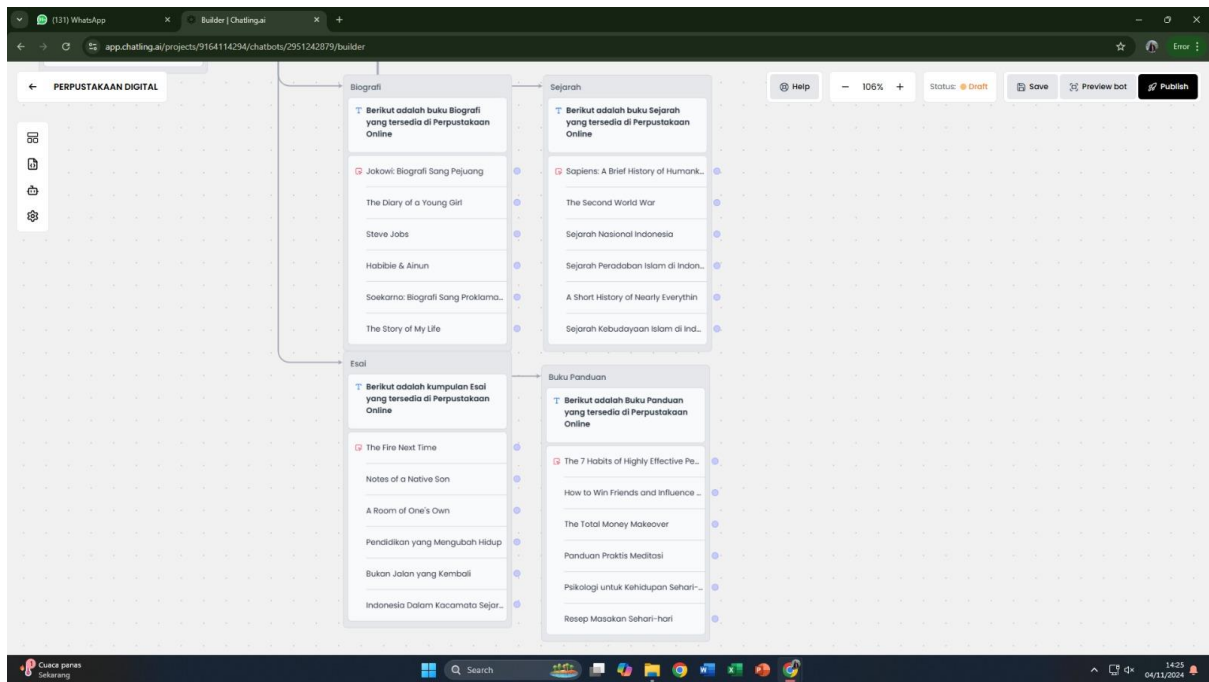 (131) WhatsApp
Builder | Chatling.ai
app.chatling.ai/projects/9164114294/chatbots/2951242879/builder
Error
PERPUSTAKAAN DIGITAL
Help
106%
Status: Draft
Save
Preview bot
Publish
Biografi
Berikut adalah buku Biografi
yang tersedia di Perpustakaan
Online
Jokowi: Biografi Sang Pejuang
The Diary of a Young Girl
Steve Jobs
Habibie & Ainun
Soekarno: Biografi Sang Proklama...
The Story of My Life
Sejarah
Berikut adalah buku Sejarah
yang tersedia di Perpustakaan
Online
Sapiens: A Brief History of Humank...
The Second World War
Sejarah Nasional Indonesia
Sejarah Peradaban Islam di Indon...
A Short History of Nearly Everythin
Sejarah Kebudayaan Islam di Ind...
Esai
Berikut adalah kumpulan Esai
yang tersedia di Perpustakaan
Online
The Fire Next Time
Notes of a Native Son
A Room of One's Own
Pendidikan yang Mengubah Hidup
Bukan Jalan yang Kembali
Indonesia Dalam Kacamata Sejar...
Buku Panduan
Berikut adalah Buku Panduan
yang tersedia di Perpustakaan
Online
The 7 Habits of Highly Effective Pe...
How to Win Friends and Influence ...
The Total Money Makeover
Panduan Praktis Meditasi
Psikologi untuk Kehidupan Sehari-...
Resep Masakan Sehari-hari
Cuaca panas
Sekarang
Search
14:25
04/11/2024